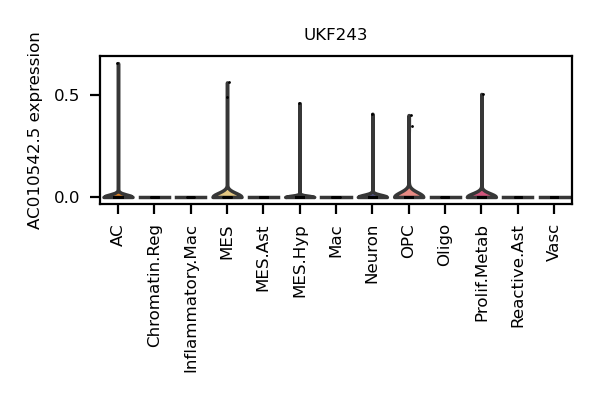 UKF243
AC010542.5 expression
0.5
0.0
AC
Chromatin.Reg
Inflammatory.Mac
MES
MES.Ast
MES.Hyp
Mac
Neuron
OPC
Oligo
Prolif.Metab
Reactive.Ast
Vasc